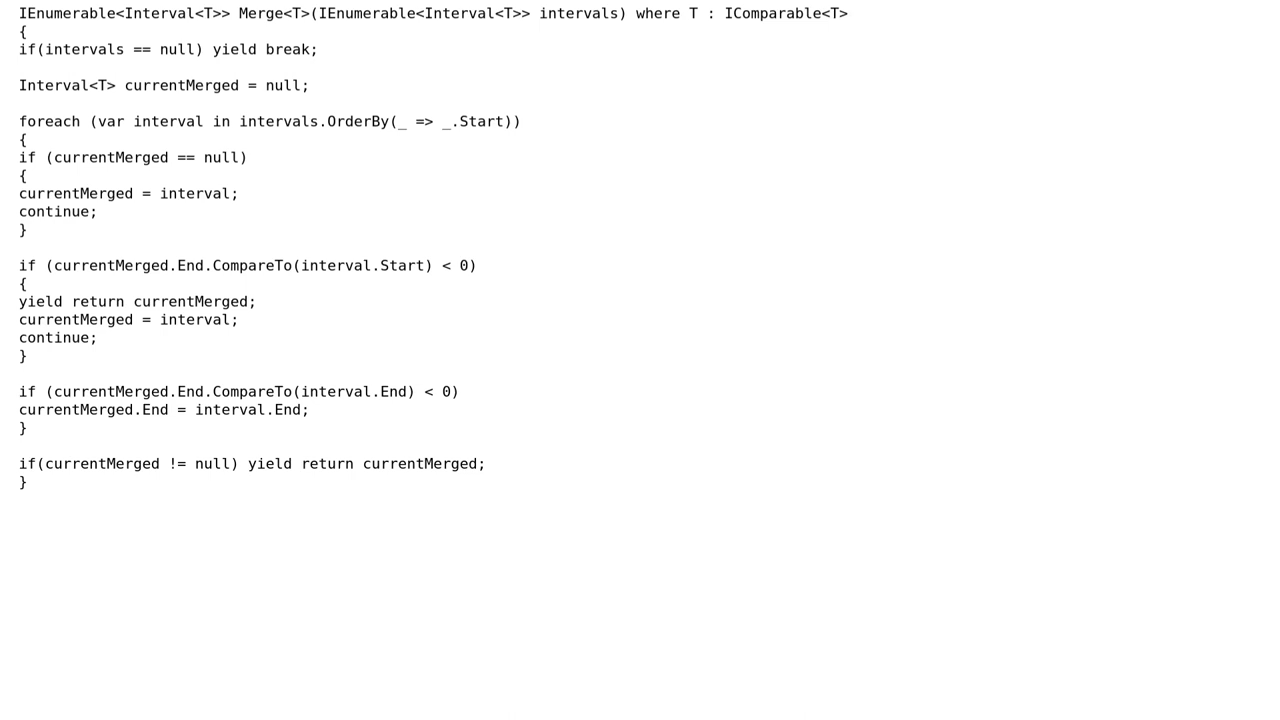 IEnumerable<Interval<T>> Merge<T>(IEnumerable<Interval<T>> intervals) where T : IComparable<T>
{
if(intervals == null) yield break;
Interval<T> currentMerged = null;
foreach (var interval in intervals.OrderBy(_ => _.Start))
{
if (currentMerged == null)
{
currentMerged = interval;
continue;
}
if (currentMerged.End.CompareTo(interval.Start) < 0)
{
yield return currentMerged;
currentMerged = interval;
continue;
}
if (currentMerged.End.CompareTo(interval.End) < 0)
currentMerged.End = interval.End;
}
if(currentMerged != null) yield return currentMerged;
}